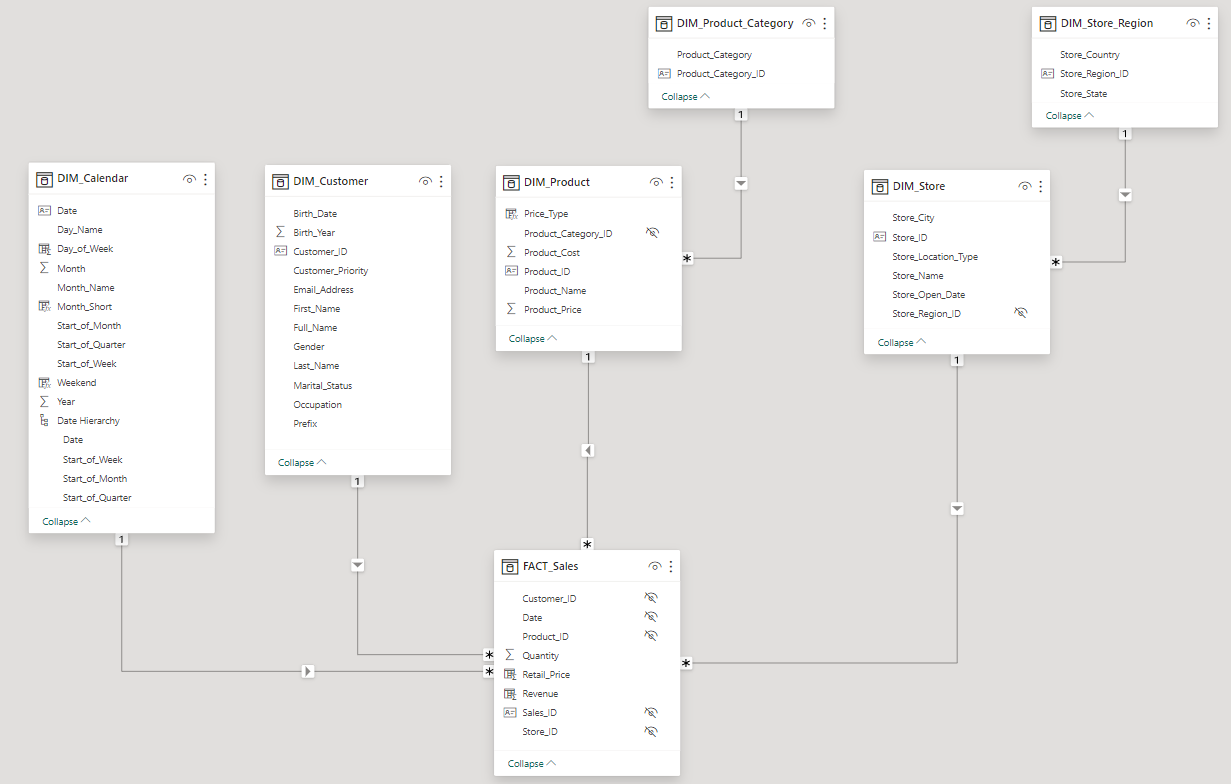 DIM_Product_Category
Product_Category
Product_Category_ID
Collapse
1
*
DIM_Store_Region
Store_Country
Store_Region_ID
Store_State
Collapse
1
*
DIM_Calendar
Date
Day_Name
Day_of_Week
Month
Month_Name
Month_Short
Start_of_Month
Start_of_Quarter
Start_of_Week
Weekend
Year
Date Hierarchy
Date
Start_of_Week
Start_of_Month
Start_of_Quarter
Collapse
1
DIM_Customer
Birth_Date
Birth_Year
Customer_ID
Customer_Priority
Email_Address
First_Name
Full_Name
Gender
Last_Name
Marital_Status
Occupation
Prefix
Collapse
1
DIM_Product
Price_Type
Product_Category_ID
Product_Cost
Product_ID
Product_Name
Product_Price
Collapse
1
*
DIM_Store
Store_City
Store_ID
Store_Location_Type
Store_Name
Store_Open_Date
Store_Region_ID
Collapse
1
FACT_Sales
Customer_ID
Date
Product_ID
Quantity
Retail_Price
Revenue
Sales_ID
Store_ID
Collapse
*
*
*